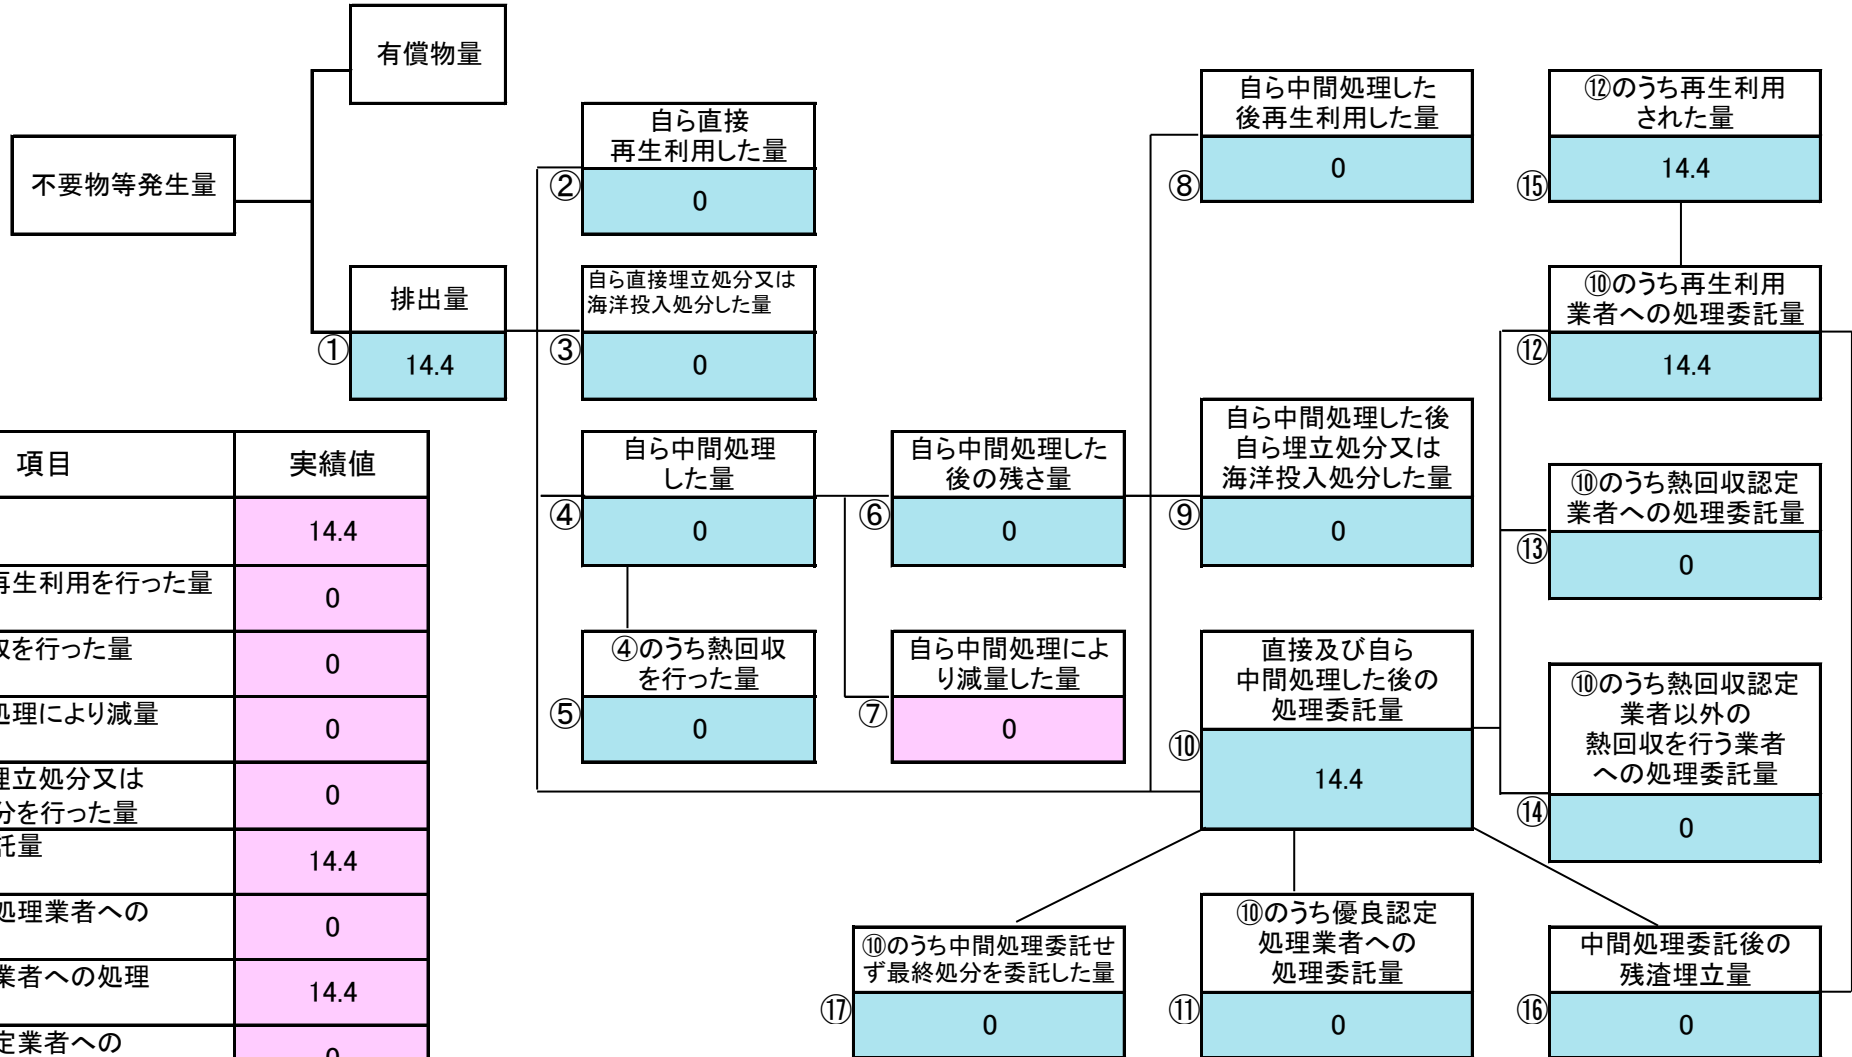 有償物量
不要物等発生量
排出量
①
14.4
自ら直接
再生利用した量
②
0
自ら直接埋立処分又は
海洋投入処分した量
③
0
自ら中間処理
した量
④
0
④のうち熱回収
を行った量
⑤
0
自ら中間処理した
後の残さ量
⑥
0
自ら中間処理によ
り減量した量
⑦
0
自ら中間処理した
後再生利用した量
⑧
0
自ら中間処理した後
自ら埋立処分又は
海洋投入処分した量
⑨
0
直接及び自ら
中間処理した後の
処理委託量
⑩
14.4
⑫のうち再生利用
された量
⑮
14.4
⑩のうち再生利用
業者への処理委託量
⑫
14.4
⑩のうち熱回収認定
業者への処理委託量
⑬
0
⑩のうち熱回収認定
業者以外の
熱回収を行う業者
への処理委託量
⑭
0
⑩のうち中間処理委託せ
ず最終処分を委託した量
⑰
0
⑩のうち優良認定
処理業者への
処理委託量
⑪
0
中間処理委託後の
残渣埋立量
⑯
0
項目 実績値
14.4
再生利用を行った量 0
を行った量 0
処理により減量 0
埋立処分又は
を行った量 0
託量 14.4
処理業者への 0
業者への処理 14.4
定業者への 0